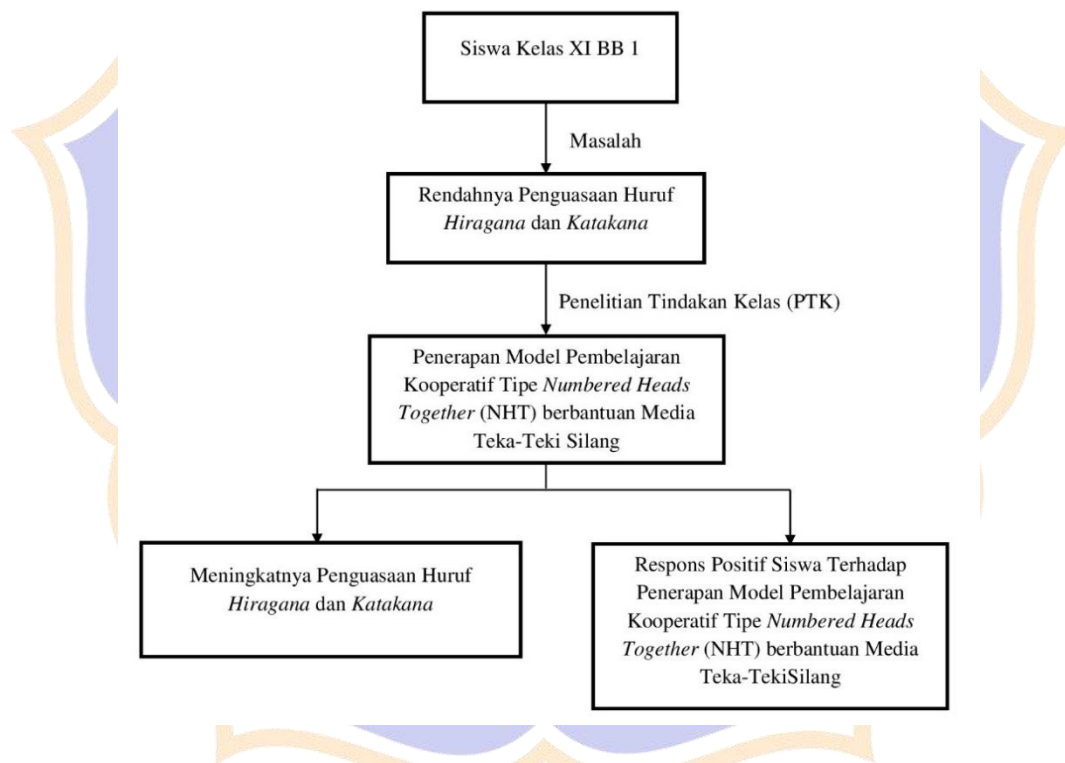 Siswa Kelas XI BB 1
Masalah
Rendahnya Penguasaan Huruf
Hiragana dan Katakana
Penelitian Tindakan Kelas (PTK)
Penerapan Model Pembelajaran
Kooperatif Tipe Numbered Heads
Together (NHT) berbantuan Media
Teka-Teki Silang
Meningkatnya Penguasaan Huruf
Hiragana dan Katakana
Respons Positif Siswa Terhadap
Penerapan Model Pembelajaran
Kooperatif Tipe Numbered Heads
Together (NHT) berbantuan Media
Teka-TekiSilang